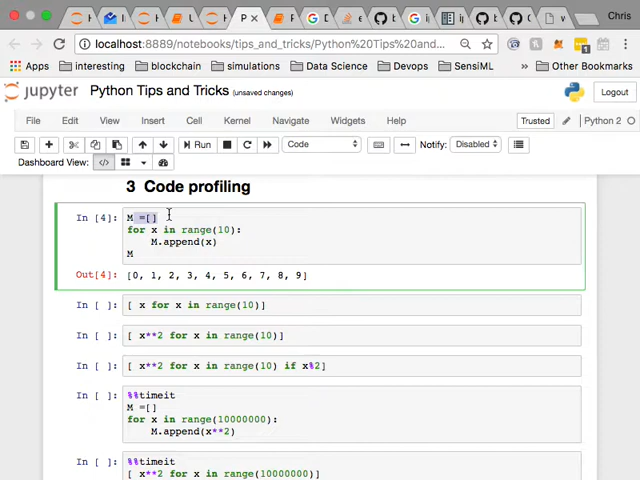 Chris
localhost:8889/notebooks/tips_and_tricks/Python%20Tips%20and...
Apps interesting blockchain simulations Data Science Devops SensiML » Other Bookmarks
jupyter Python Tips and Tricks (unsaved changes) Logout
File Edit View Insert Cell Kernel Navigate Widgets Help Trusted Python 2
Run Code Notify: Disabled
Dashboard View:
3 Code profiling
In [4]: M =[]
for x in range(10):
M.append(x)
M
Out[4]: [0, 1, 2, 3, 4, 5, 6, 7, 8, 9]
In [ ]: [ x for x in range(10)]
In [ ]: [ x**2 for x in range(10)]
In [ ]: [ x**2 for x in range(10) if x%2]
In [ ]: %%timeit
M =[]
for x in range(10000000):
M.append(x**2)
In [ ]: %%timeit
[ x**2 for x in range(10000000)]